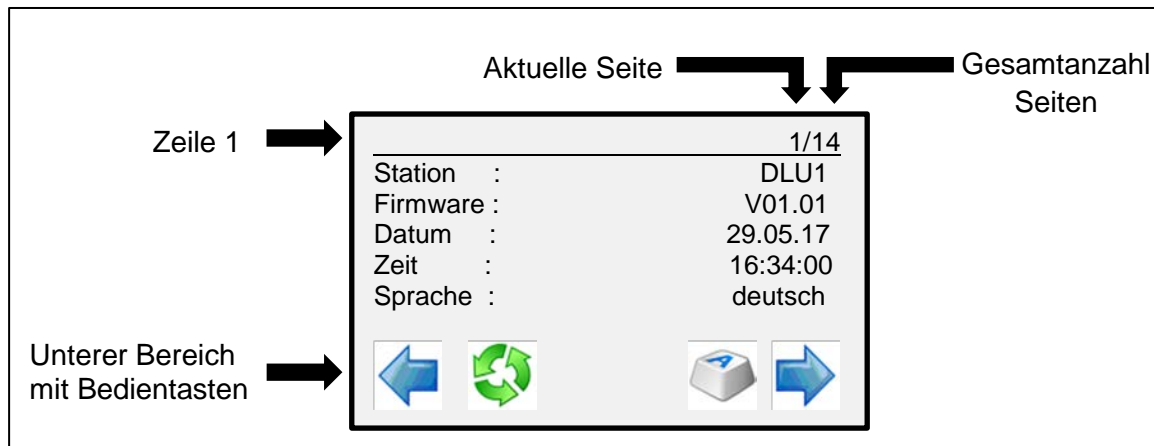 Aktuelle Seite
Gesamtanzahl
Seiten
Zeile 1
1/14
Station : DLU1
Firmware : V01.01
Datum : 29.05.17
Zeit : 16:34:00
Sprache : deutsch
Unterer Bereich
mit Bedientasten
A